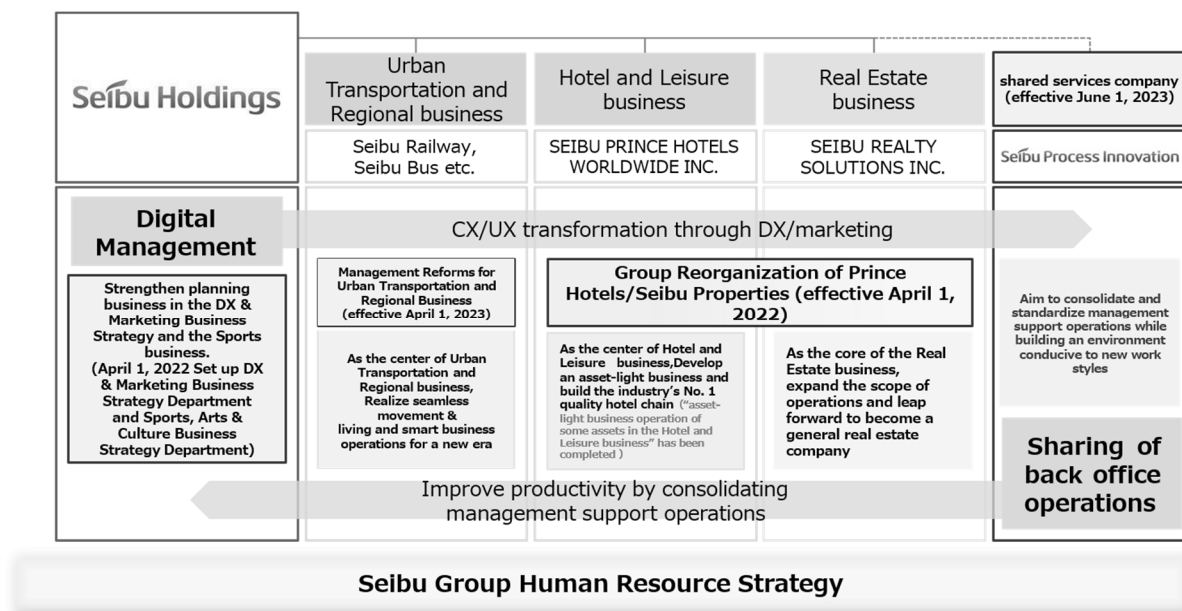 Seibu Holdings
Urban
Transportation and
Regional business
Hotel and Leisure
business
Real Estate
business
shared services company
(effective June 1, 2023)
Seibu Railway,
Seibu Bus etc.
SEIBU PRINCE HOTELS
WORLDWIDE INC.
SEIBU REALTY
SOLUTIONS INC.
Seibu Process Innovation
Digital
Management
CX/UX transformation through DX/marketing
Strengthen planning
business in the DX &
Marketing Business
Strategy and the Sports
business.
(April 1, 2022 Set up DX
& Marketing Business
Strategy Department
and Sports, Arts &
Culture Business
Strategy Department)
Management Reforms for
Urban Transportation and
Regional Business
(effective April 1, 2023)
Group Reorganization of Prince
Hotels/Seibu Properties (effective April 1,
2022)
As the center of Urban
Transportation and
Regional business,
Realize seamless
movement &
living and smart business
operations for a new era
As the center of Hotel and
Leisure business,Develop
an asset-light business and
build the industry's No. 1
quality hotel chain ("asset-
light business operation of
some assets in the Hotel and
Leisure business" has been
completed )
As the core of the Real
Estate business,
expand the scope of
operations and leap
forward to become a
general real estate
company
Aim to consolidate and
standardize management
support operations while
building an environment
conducive to new work
styles
Sharing of
back office
operations
Improve productivity by consolidating
management support operations
Seibu Group Human Resource Strategy